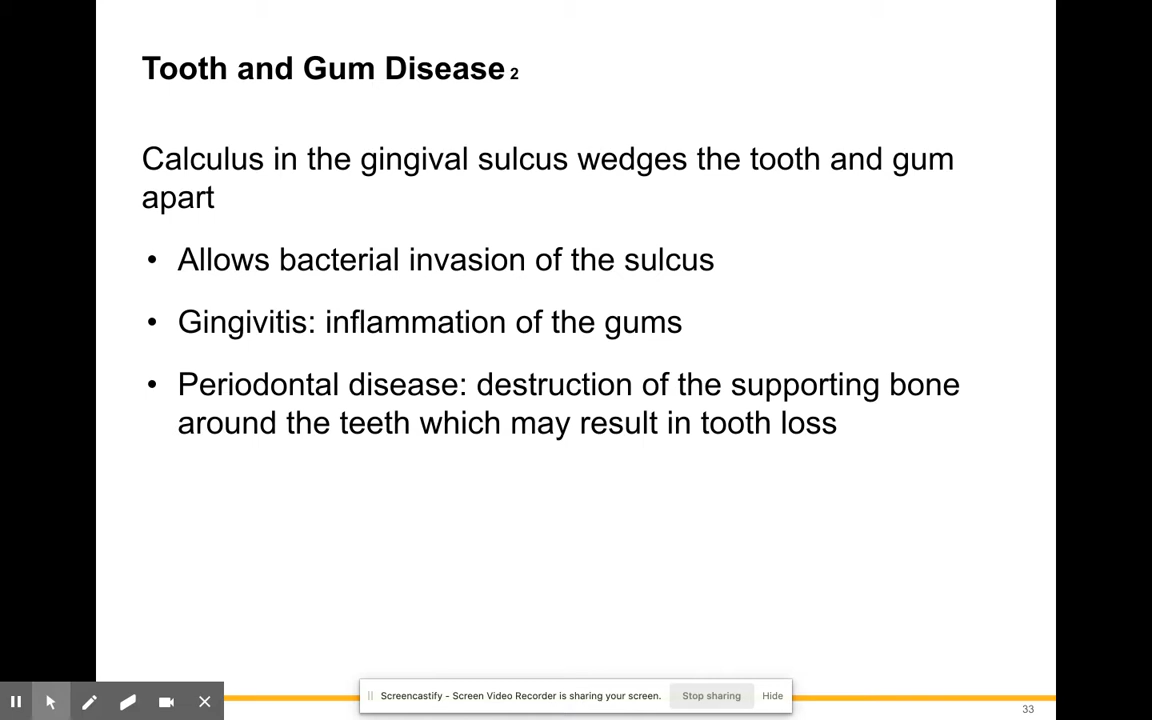 Tooth and Gum Disease 2
Calculus in the gingival sulcus wedges the tooth and gum
apart
• Allows bacterial invasion of the sulcus
• Gingivitis: inflammation of the gums
• Periodontal disease: destruction of the supporting bone
around the teeth which may result in tooth loss
Screencastify - Screen Video Recorder is sharing your screen. Stop sharing Hide
33